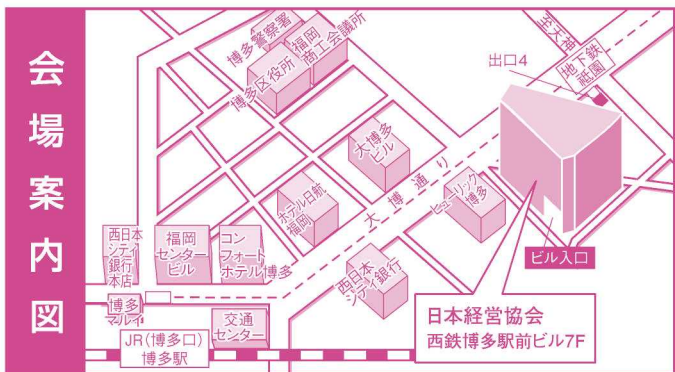 会場案内図
博多警察署
福岡
商工会議所
博多区役所
至天神
地下鉄
祇園
出口4
大博多
ビル
大博通り
ヒューリック
博多
ホテル日航
福岡
西日本
シティ
銀行
本店
福岡
センター
ビル
コン
フォート
ホテル博多
西日本
シティ銀行
ビル入口
博多
マルイ
交通
センター
JR(博多口)
博多駅
日本経営協会
西鉄博多駅前ビル7F